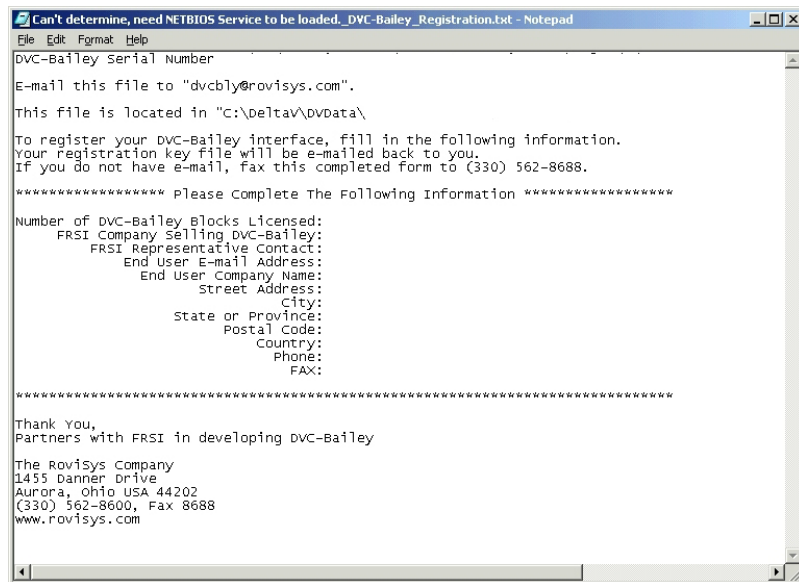 Can't determine, need NETBIOS Service to be loaded._DVC-Bailey_Registration.txt - Notepad
File Edit Format Help
DVC-Bailey Serial Number
E-mail this file to "dvcbly@rovisys.com".
This file is located in "C:\DeltaV\DVData\
To register your DVC-Bailey interface, fill in the following information.
Your registration key file will be e-mailed back to you.
If you do not have e-mail, fax this completed form to (330) 562-8688.
****************** Please Complete The Following Information ******************
Number of DVC-Bailey Blocks Licensed:
FRSI Company Selling DVC-Bailey:
FRSI Representative Contact:
End User E-mail Address:
End User Company Name:
Street Address:
City:
State or Province:
Postal Code:
Country:
Phone:
FAX:
*******************************************************************************
Thank You,
Partners with FRSI in developing DVC-Bailey
The RoviSys Company
1455 Danner Drive
Aurora, Ohio USA 44202
(330) 562-8600, Fax 8688
www.rovisys.com